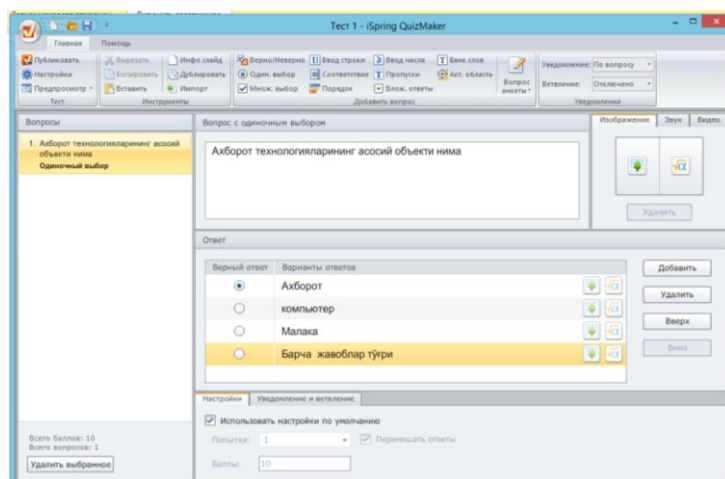 Тест 1 - iSpring QuizMaker
Главная Помощь
Публиковать Вырезать Инфо слайд Верно/Неверно Ввод строки Ввод числа Банк слов Уведомление: По вопросу
Настройки Копировать Дублировать Один. выбор Соответствие Пропуски Акт. область Вопрос анкеты Ветвление: Отключено
Предпросмотр Вставить Импорт Множ. выбор Порядок Влож. ответы
Тест Инструменты Добавить вопрос Уведомление
Вопросы Вопрос с одиночным выбором Изображение Звук Видео
1. Ахборот технологияларининг асосий
объекти нима
Одиночный выбор
Ахборот технологияларининг асосий объекти нима
Удалить
Ответ
Верный ответ Варианты ответов Добавить
Ахборот
Удалить
компьютер
Вверх
Малака
Вниз
Барча жавоблар тўғри
Настройки Уведомление и ветвление
Использовать настройки по умолчанию
Попытки: 1 Перемешать ответы
Баллы: 10
Всего баллов: 10
Всего вопросов: 1
Удалить выбранное